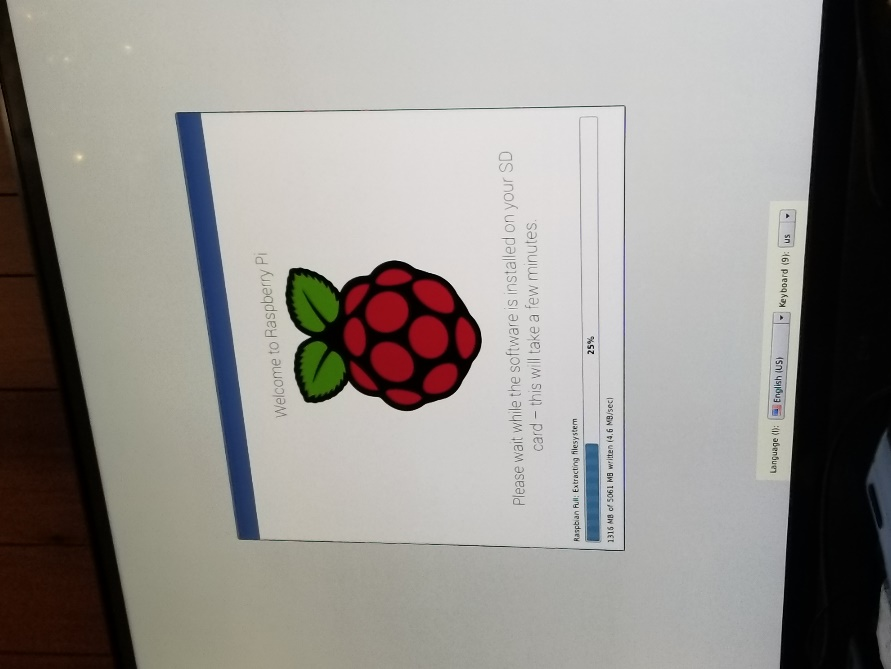 Welcome to Raspberry Pi
Please wait while the software is installed on your SD
card – this will take a few minutes.
Raspbian Full: Extracting filesystem
25%
1316 MB of 5061 MB written (4.6 MB/sec)
Language (l): English (US) Keyboard (9): us